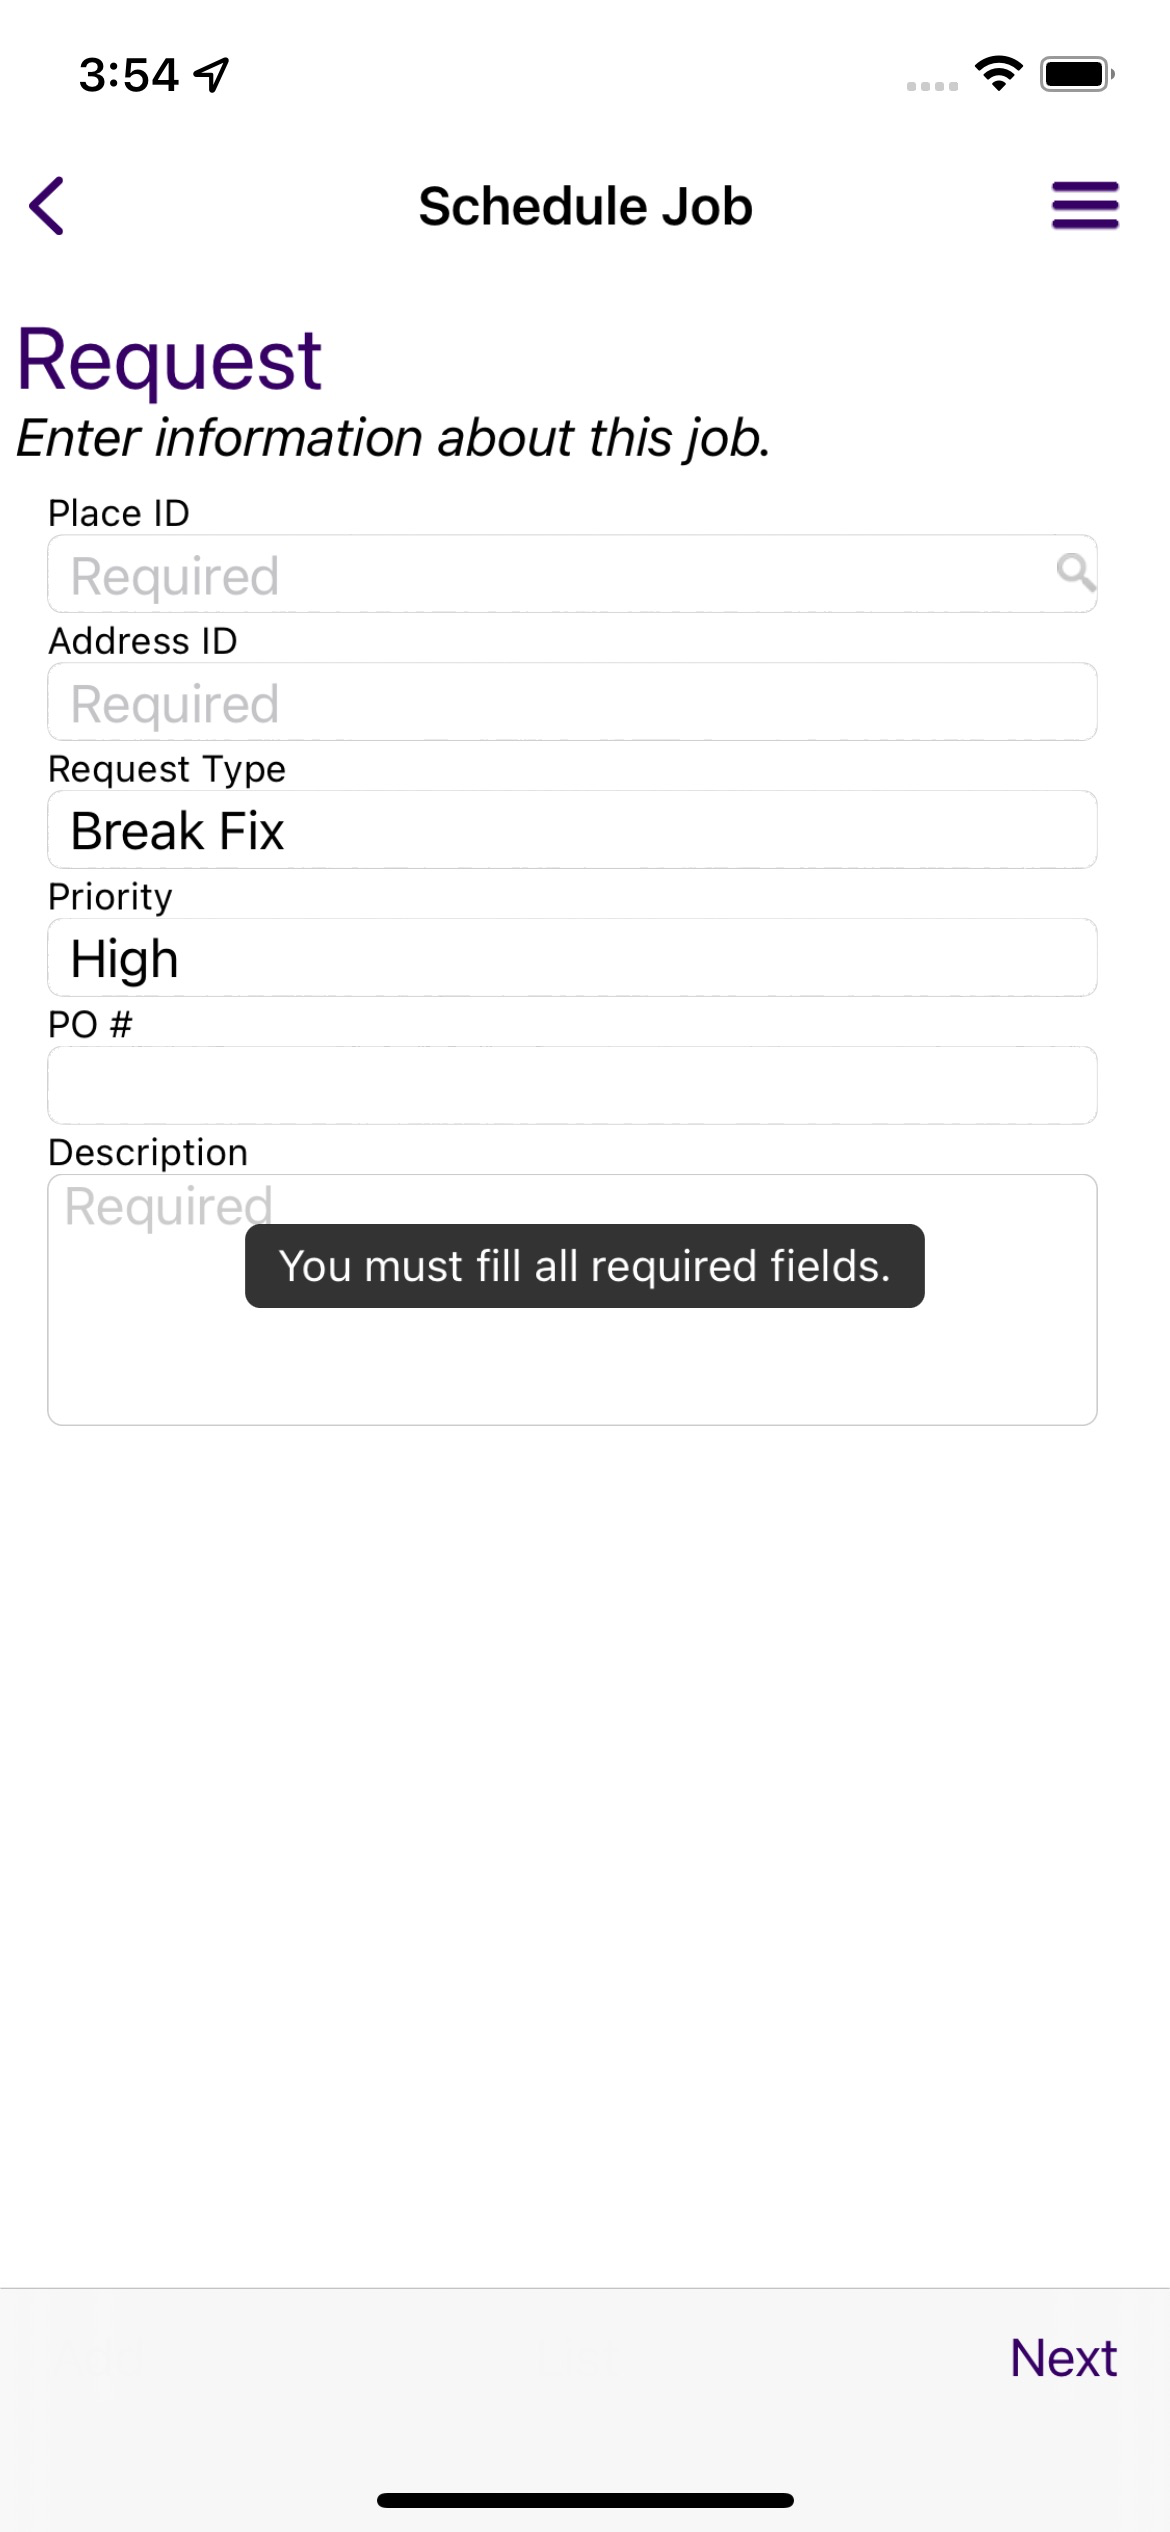 3:54
Schedule Job
Request
Enter information about this job.
Place ID
Required
Address ID
Required
Request Type
Break Fix
Priority
High
PO #
Description
Required
You must fill all required fields.
Next